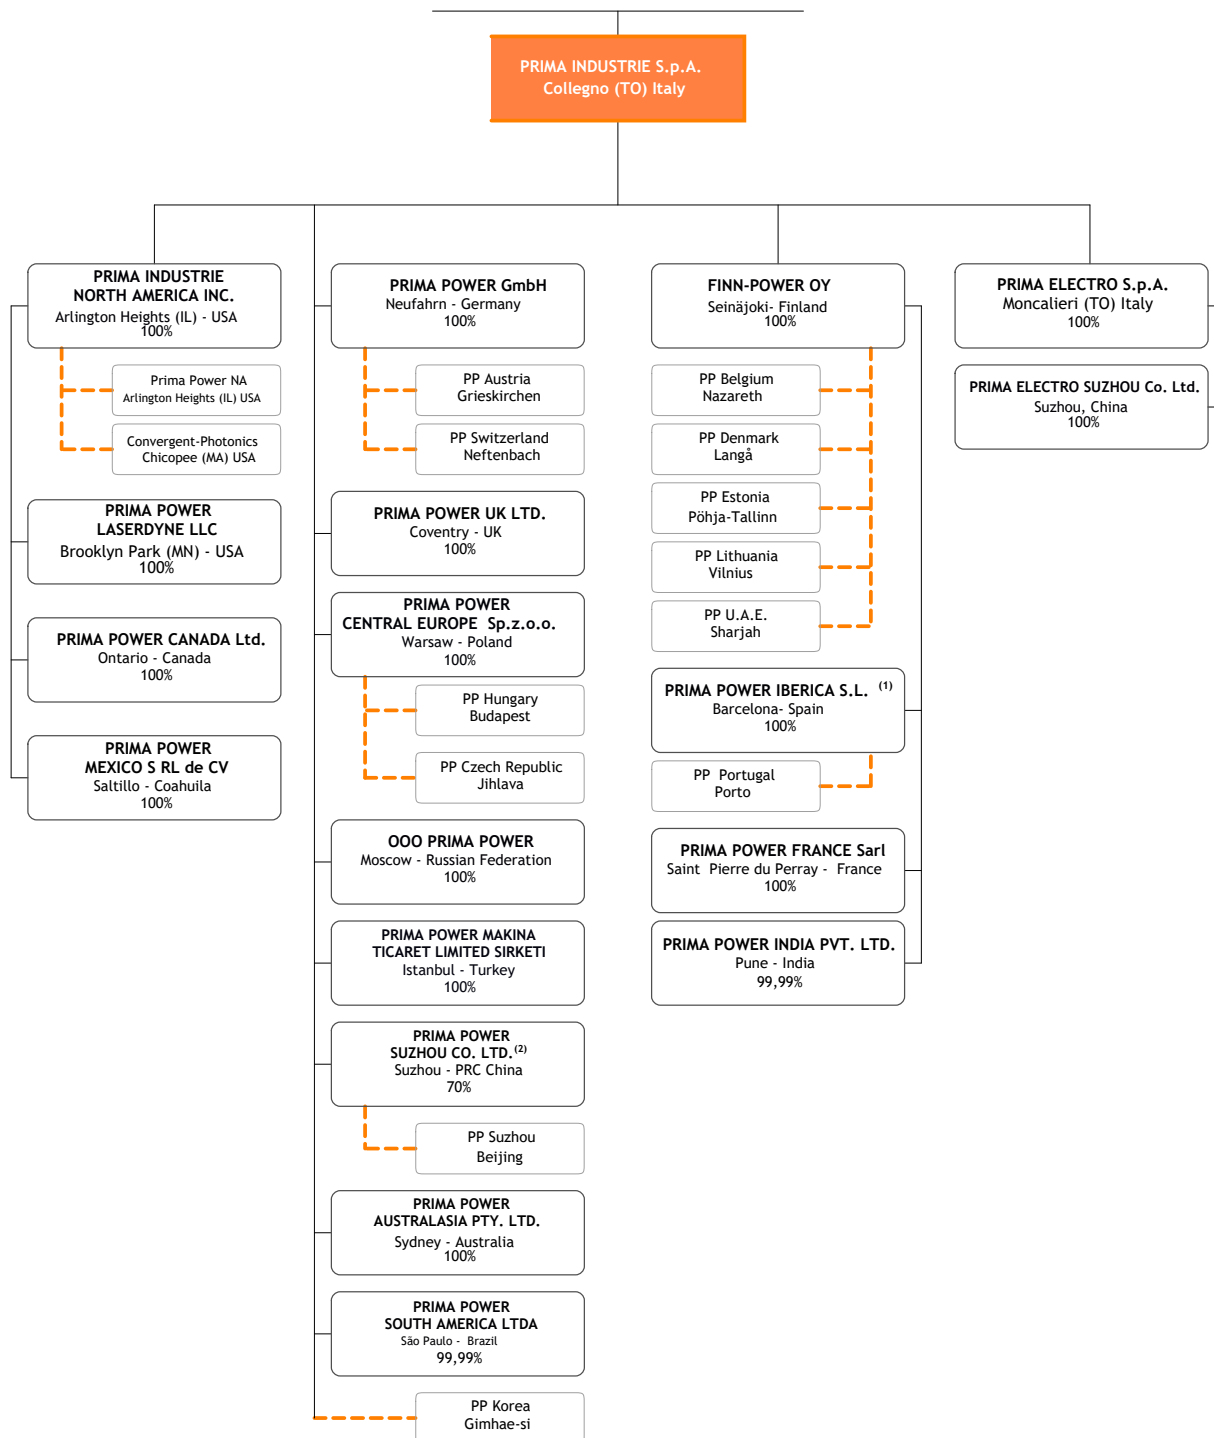 PRIMA INDUSTRIE S.p.A.
Collegno (TO) Italy
PRIMA INDUSTRIE
NORTH AMERICA INC.
Arlington Heights (IL) - USA
100%
Prima Power NA
Arlington Heights (IL) USA
Convergent-Photonics
Chicopee (MA) USA
PRIMA POWER
LASERDYNE LLC
Brooklyn Park (MN) - USA
100%
PRIMA POWER CANADA Ltd.
Ontario - Canada
100%
PRIMA POWER
MEXICO S RL de CV
Saltillo - Coahuila
100%
PRIMA POWER GmbH
Neufahrn - Germany
100%
PP Austria
Grieskirchen
PP Switzerland
Neftenbach
PRIMA POWER UK LTD.
Coventry - UK
100%
PRIMA POWER
CENTRAL EUROPE Sp.z.o.o.
Warsaw - Poland
100%
PP Hungary
Budapest
PP Czech Republic
Jihlava
OOO PRIMA POWER
Moscow - Russian Federation
100%
PRIMA POWER MAKINA
TICARET LIMITED SIRKETI
Istanbul - Turkey
100%
PRIMA POWER
SUZHOU CO. LTD.(2)
Suzhou - PRC China
70%
PP Suzhou
Beijing
PRIMA POWER
AUSTRALASIA PTY. LTD.
Sydney - Australia
100%
PRIMA POWER
SOUTH AMERICA LTDA
São Paulo - Brazil
99,99%
PP Korea
Gimhae-si
FINN-POWER OY
Seinäjoki- Finland
100%
PP Belgium
Nazareth
PP Denmark
Langå
PP Estonia
Pöhja-Tallinn
PP Lithuania
Vilnius
PP U.A.E.
Sharjah
PRIMA POWER IBERICA S.L. (1)
Barcelona- Spain
100%
PP Portugal
Porto
PRIMA POWER FRANCE Sarl
Saint Pierre du Perray - France
100%
PRIMA POWER INDIA PVT. LTD.
Pune - India
99,99%
PRIMA ELECTRO S.p.A.
Moncalieri (TO) Italy
100%
PRIMA ELECTRO SUZHOU Co. Ltd.
Suzhou, China
100%